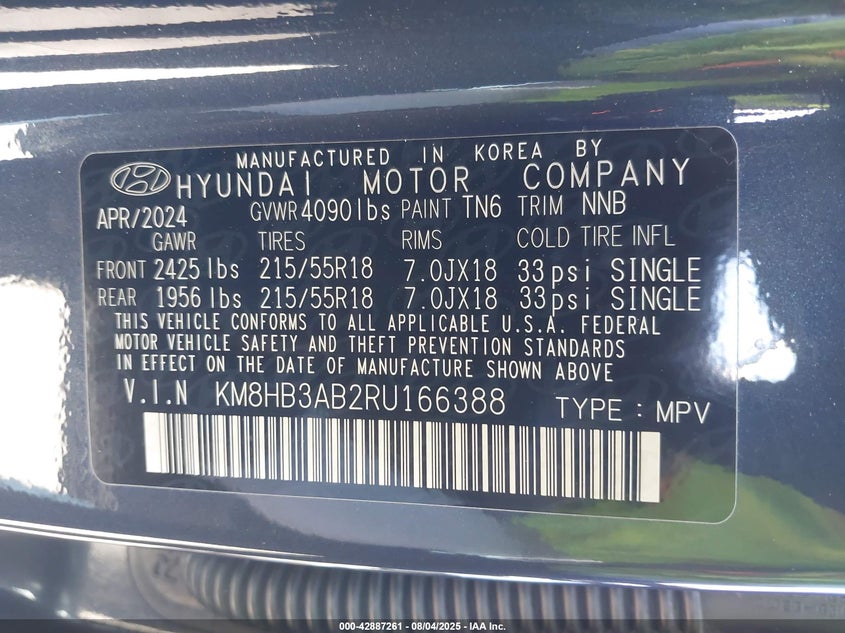 MANUFACTURED IN KOREA BY
HYUNDAI MOTOR COMPANY
APR/2024 GVWR 4090lbs PAINT TN6 TRIM NNB
GAWR TIRES RIMS COLD TIRE INFL
FRONT 2425 lbs 215/55R18 7.0JX18 33psi SINGLE
REAR 1956 lbs 215/55R18 7.0JX18 33psi SINGLE
THIS VEHICLE CONFORMS TO ALL APPLICABLE U.S.A. FEDERAL
MOTOR VEHICLE SAFETY AND THEFT PREVENTION STANDARDS
IN EFFECT ON THE DATE OF MANUFACTURE SHOWN ABOVE
V.I.N KM8HB3AB2RU166388 TYPE : MPV
000-42887261 - 08/04/2025 - IAA Inc.